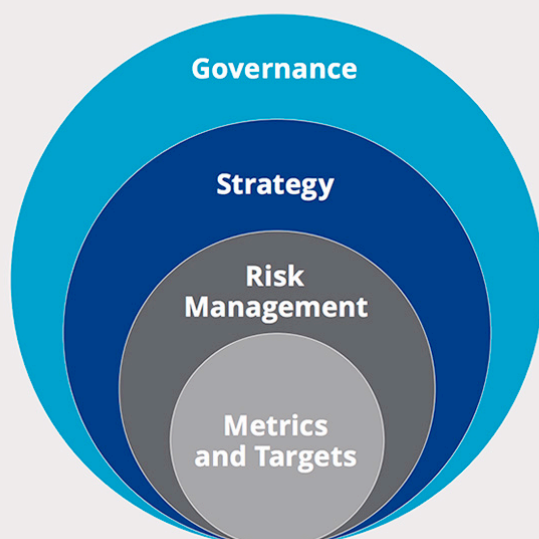 Governance
Strategy
Risk
Management
Metrics
and Targets